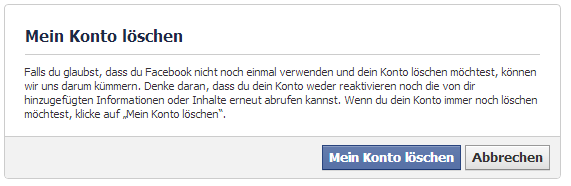 Mein Konto löschen
Falls du glaubst, dass du Facebook nicht noch einmal verwenden und dein Konto löschen möchtest, können
wir uns darum kümmern. Denke daran, dass du dein Konto weder reaktivieren noch die von dir
hinzugefügten Informationen oder Inhalte erneut abrufen kannst. Wenn du dein Konto immer noch löschen
möchtest, klicke auf „Mein Konto löschen“.
Mein Konto löschen Abbrechen